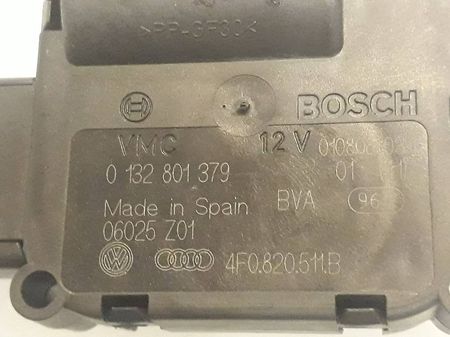 >PP-GF30<
BOSCH
VMC 12 V
0 132 801 379
Made in Spain BVA 96
06025 Z01
4F0.820.511.B